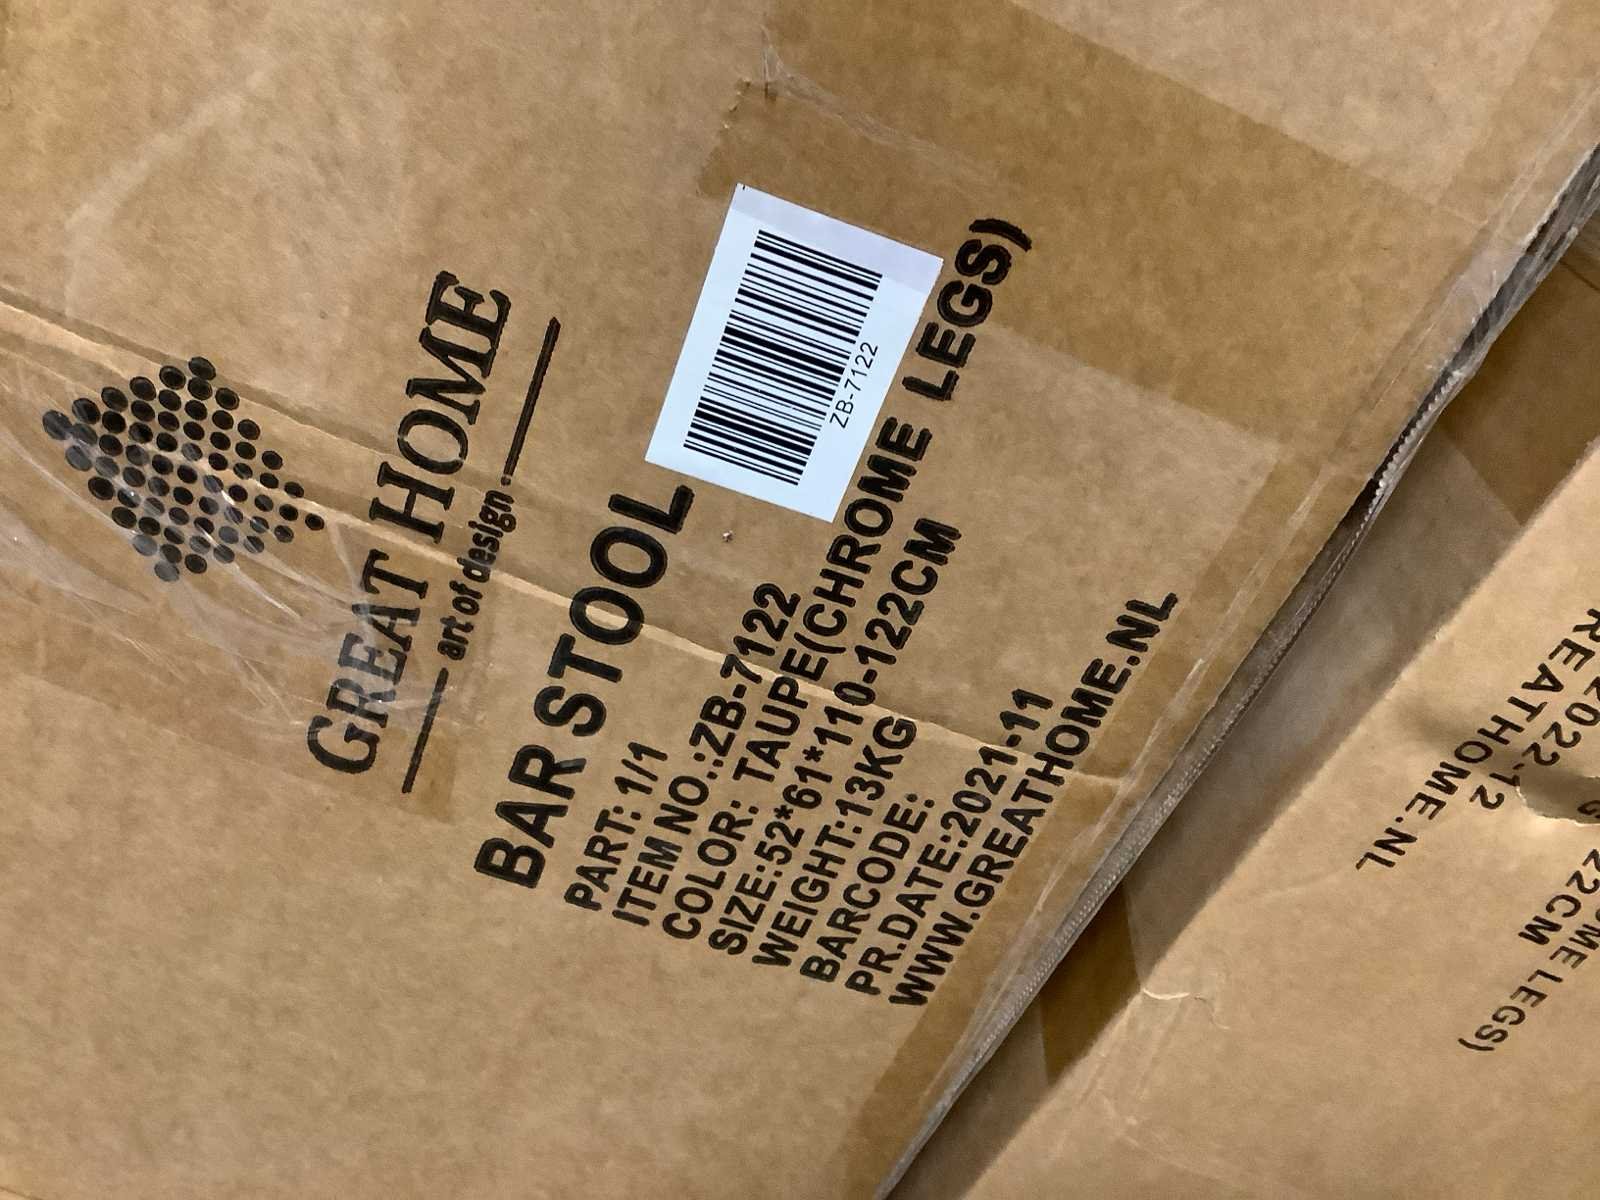 GREAT HOME
art of design
BAR STOOL
ZB-7122
PART: 1/1
ITEM NO.:ZB-7122
COLOR: TAUPE(CHROME LEGS)
SIZE:52*61*110-122CM
WEIGHT:13KG
BARCODE:
PR.DATE:2021-11
WWW.GREATHOME.NL
OME LEGS)
22CM
G
2022-12
REATHOME.NL